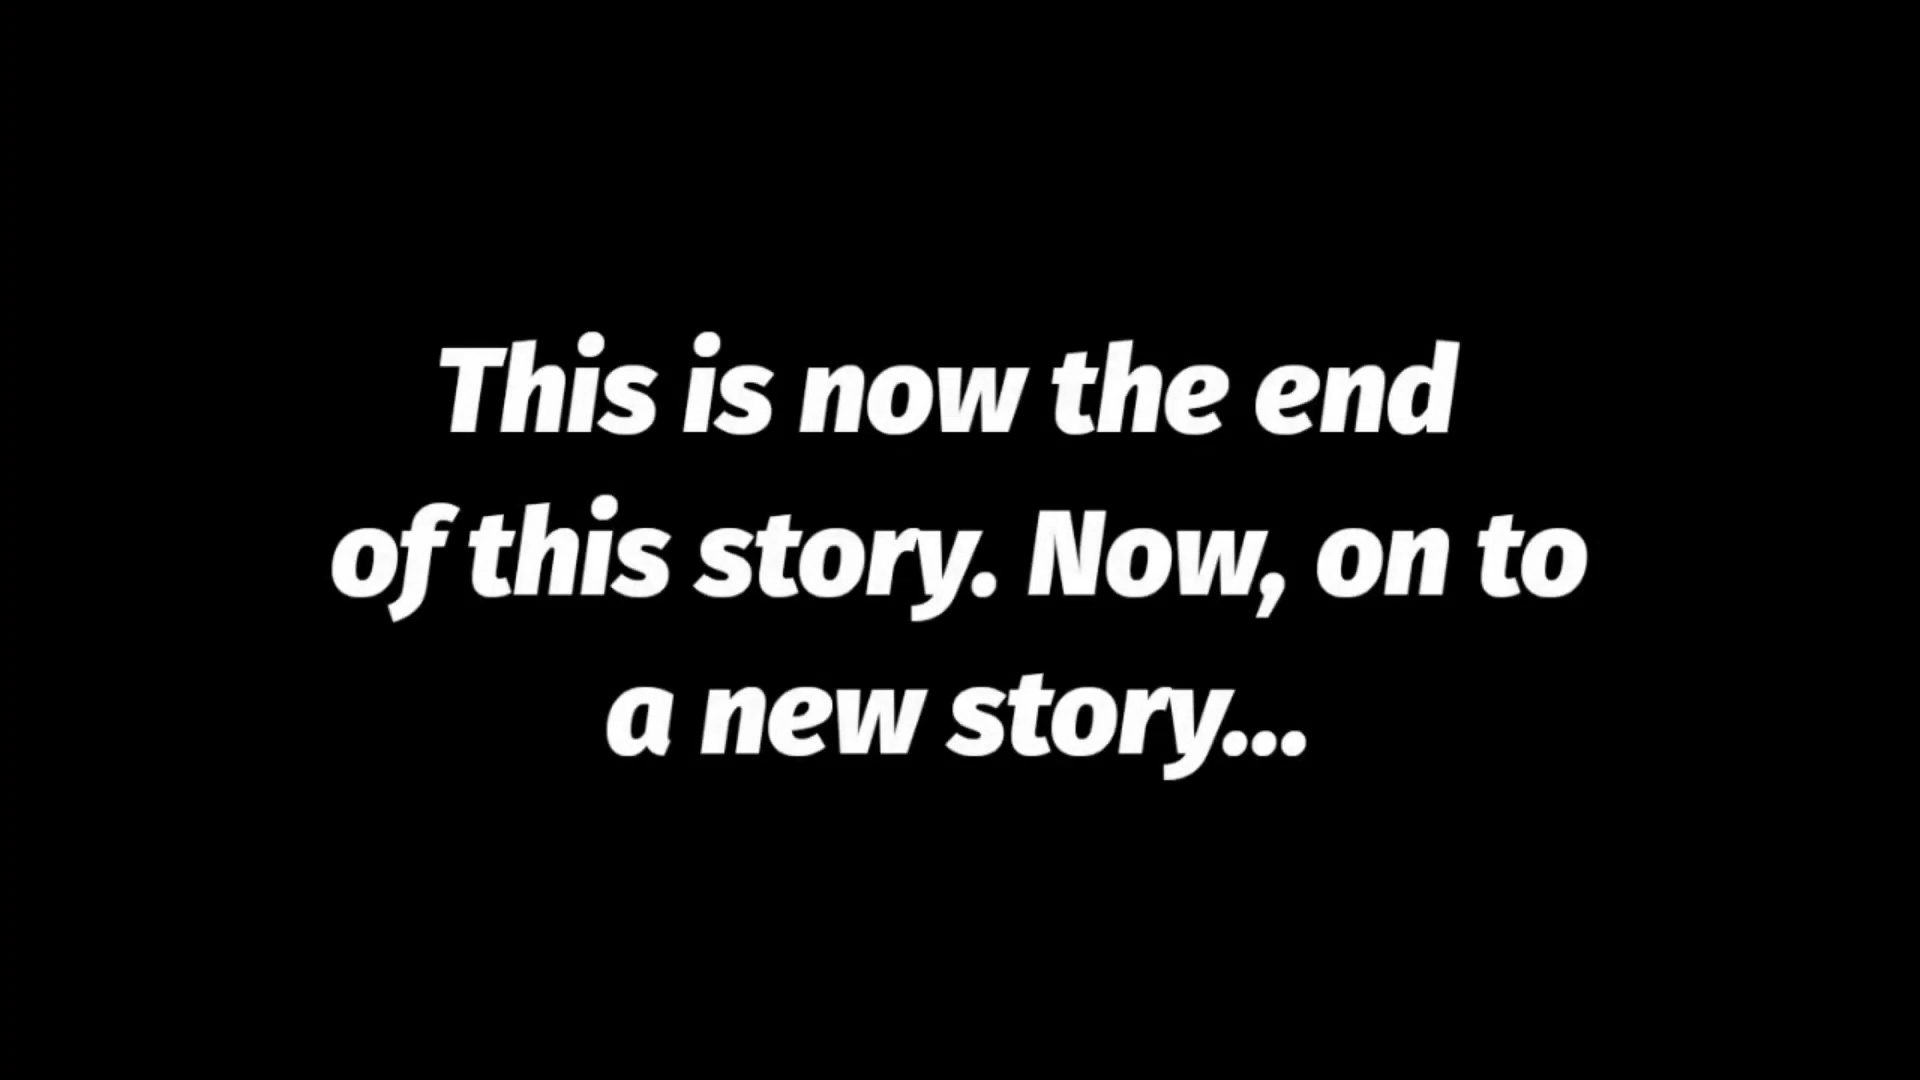 This is now the end
of this story. Now, on to
a new story...